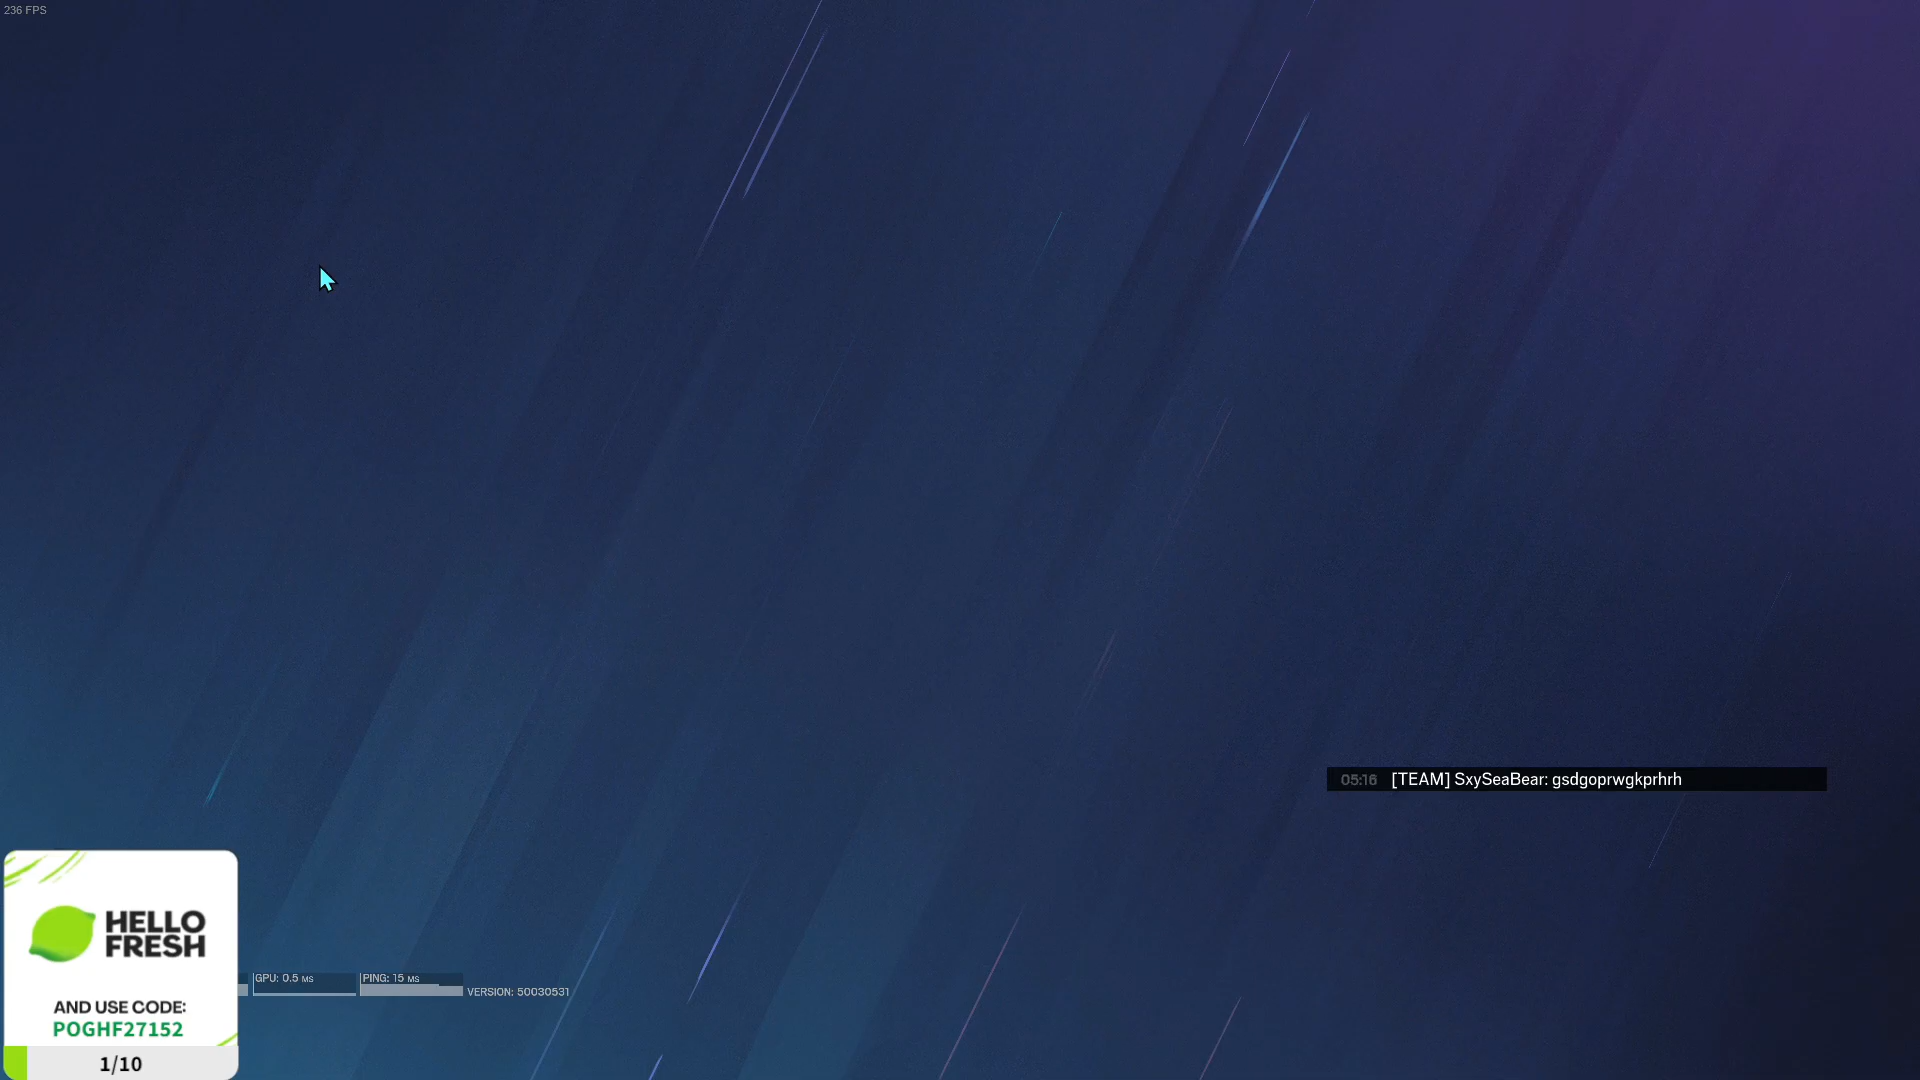 236 FPS
05:16 [TEAM] SxySeaBear: gsdgoprwgkprhrh
HELLO
FRESH
GPU: 0.5 MS PING: 15 MS
VERSION: 50030531
AND USE CODE:
POGHF27152
1/10